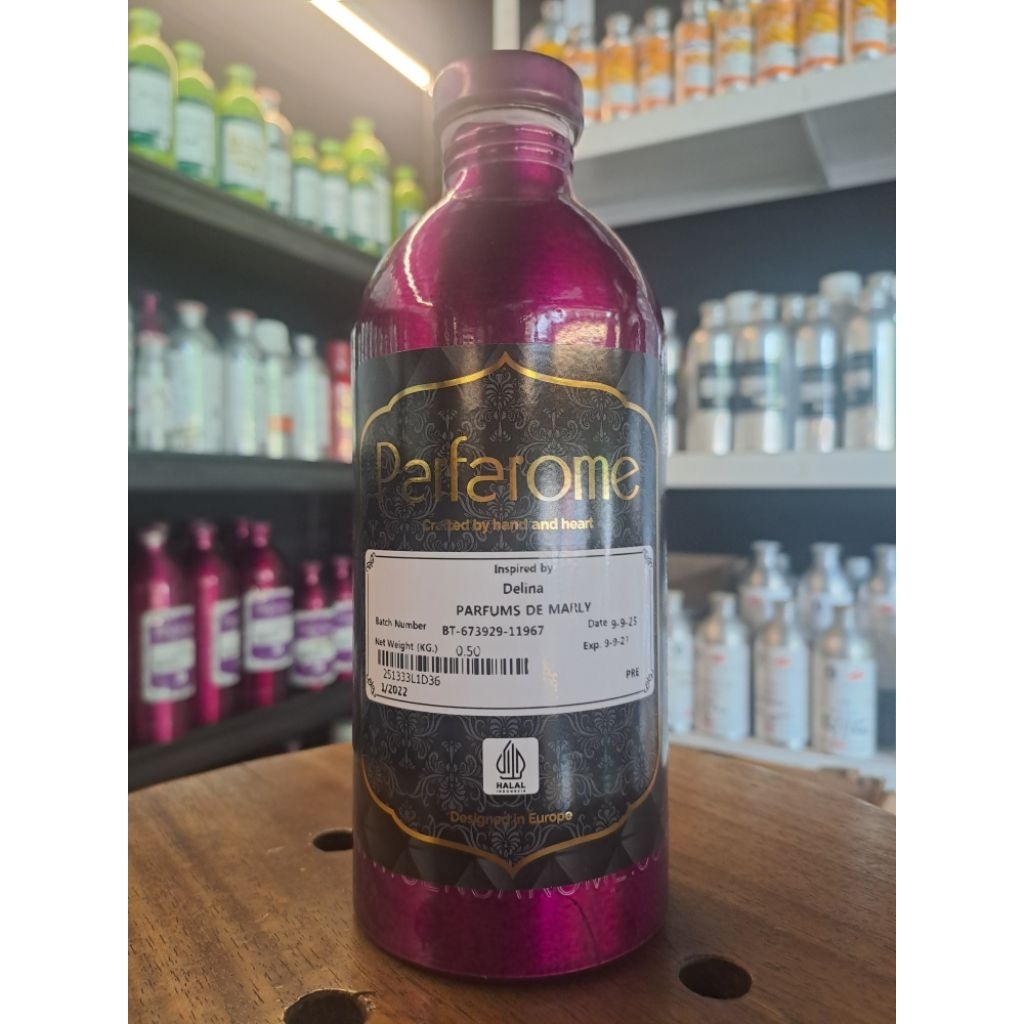 Parfarome
Crafted by hand and heart
Inspired by
Delina
PARFUMS DE MARLY
Batch Number BT-673929-11967 Date 9-9-25
Net Weight (KG.) 0.50 Exp. 9-9-27
251333L1D36 PRE
1/2022
HALAL
INDONESIA
Designed in Europe